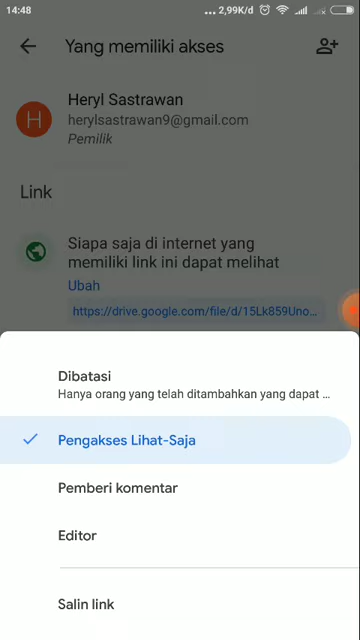 14:48
... 2,99K/d
Yang memiliki akses
H
Heryl Sastrawan
herylsastrawan9@gmail.com
Pemilik
Link
Siapa saja di internet yang
memiliki link ini dapat melihat
Ubah
https://drive.google.com/file/d/15Lk859Uno...
Dibatasi
Hanya orang yang telah ditambahkan yang dapat ...
Pengakses Lihat-Saja
Pemberi komentar
Editor
Salin link